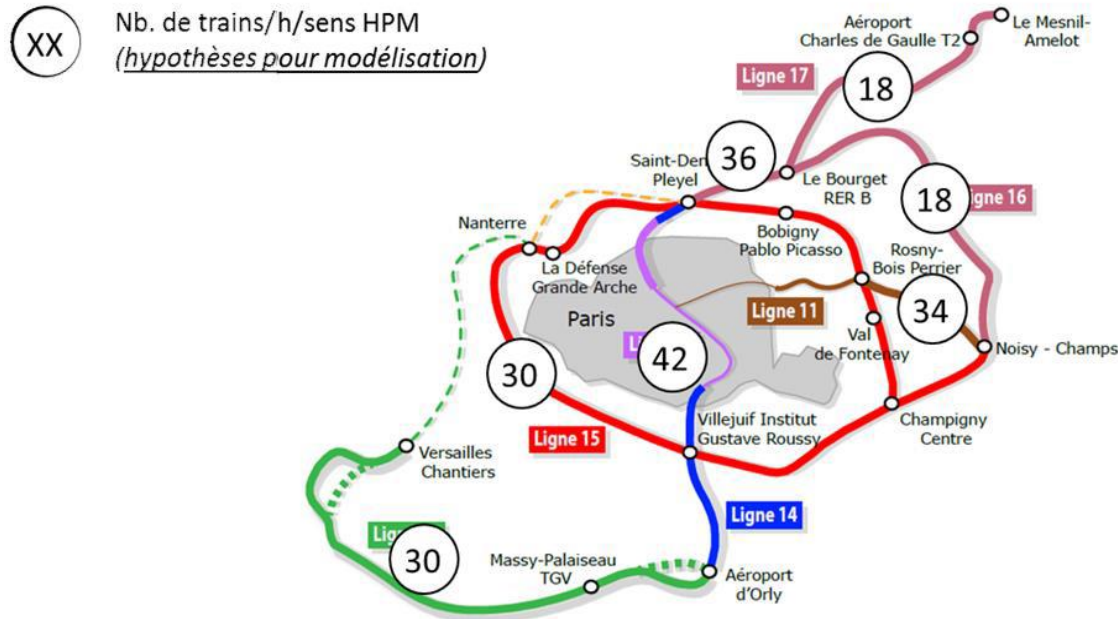 XX
Nb. de trains/h/sens HPM
(hypothèses pour modélisation)
Aéroport
Charles de Gaulle T2
Le Mesnil-
Amelot
Ligne 17
18
36
Pleyel
Le Bourget
RER B
18
16
Nanterre
Bobigny
Pablo Picasso
La Défense
Grande Arche
Rosny-
Bois Perrier
Ligne 11
34
Paris
Val
de Fontenay
Noisy - Champs
42
30
Villejuif Institut
Gustave Roussy
Champigny
Centre
Ligne 15
Versailles
Chantiers
Ligne 14
30
Massy-Palaiseau
TGV
Aéroport
d'Orly